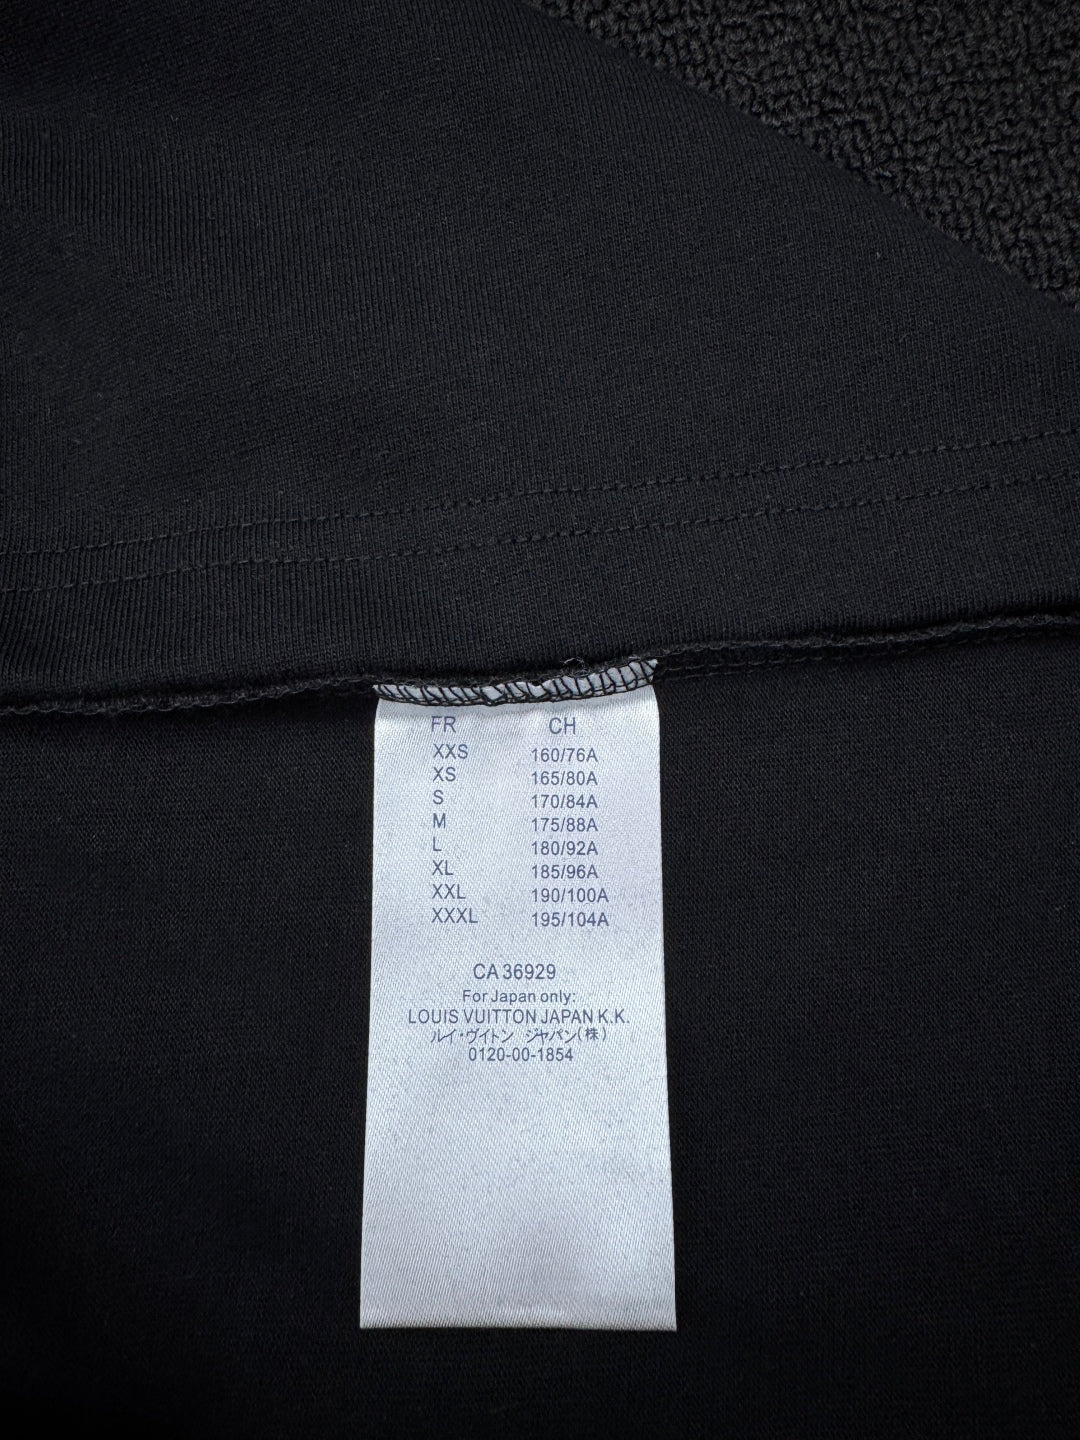 FR CH
XXS 160/76A
XS 165/80A
S 170/84A
M 175/88A
L 180/92A
XL 185/96A
XXL 190/100A
XXXL 195/104A
CA 36929
For Japan only:
LOUIS VUITTON JAPAN K.K.
ルイ・ヴイトン ジャパン(株)
0120-00-1854